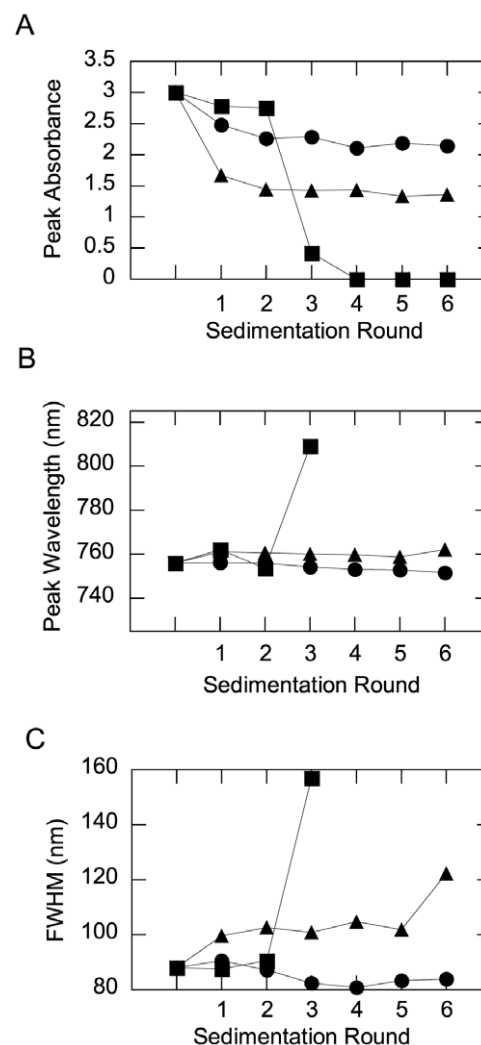 A
Peak Absorbance
3.5
3
2.5
2
1.5
1
0.5
0
1 2 3 4 5 6
Sedimentation Round
B
Peak Wavelength (nm)
820
800
780
760
740
1 2 3 4 5 6
Sedimentation Round
C
FWHM (nm)
160
140
120
100
80
1 2 3 4 5 6
Sedimentation Round